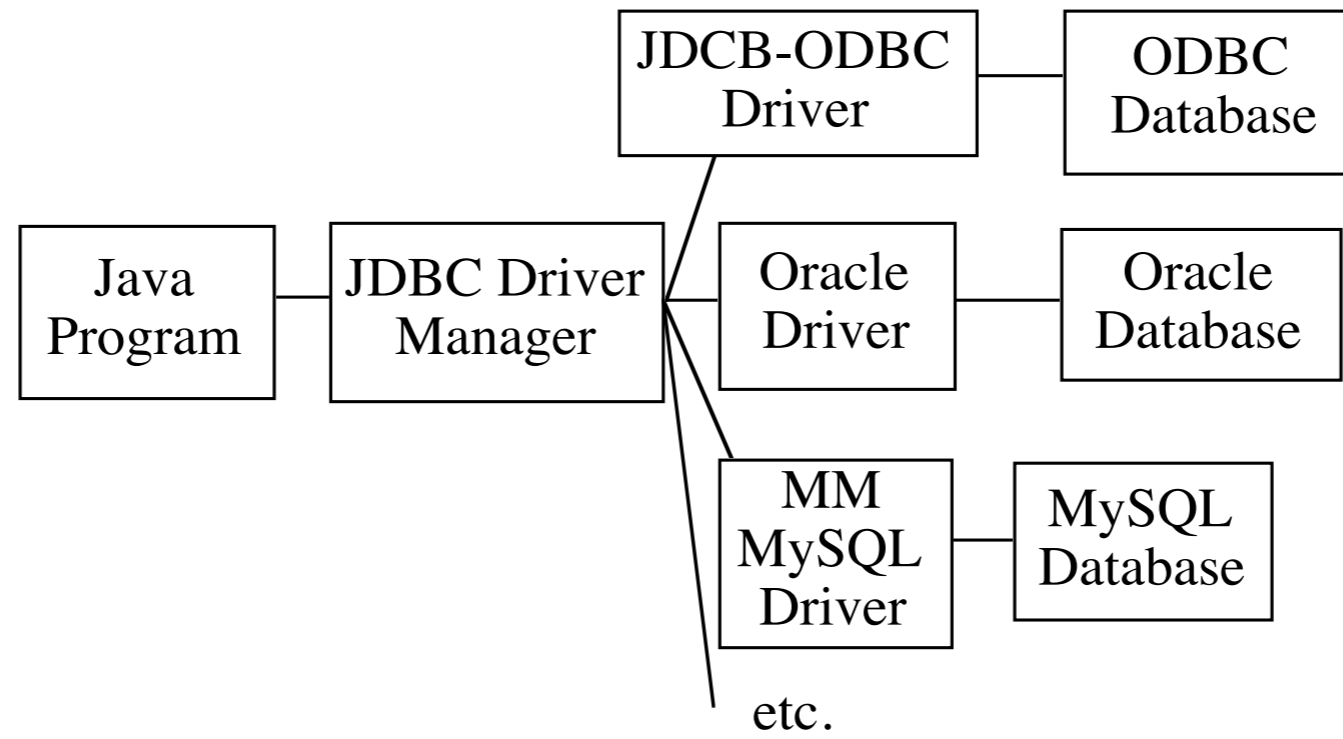 JDCB-ODBC
Driver
ODBC
Database
Java
Program
JDBC Driver
Manager
Oracle
Driver
Oracle
Database
MM
MySQL
Driver
MySQL
Database
etc.